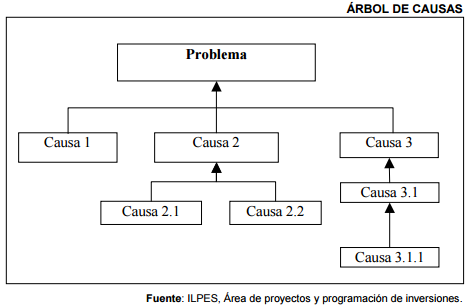 ÁRBOL DE CAUSAS
Problema
Causa 1
Causa 2
Causa 3
Causa 2.1
Causa 2.2
Causa 3.1
Causa 3.1.1
Fuente: ILPES, Área de proyectos y programación de inversiones.